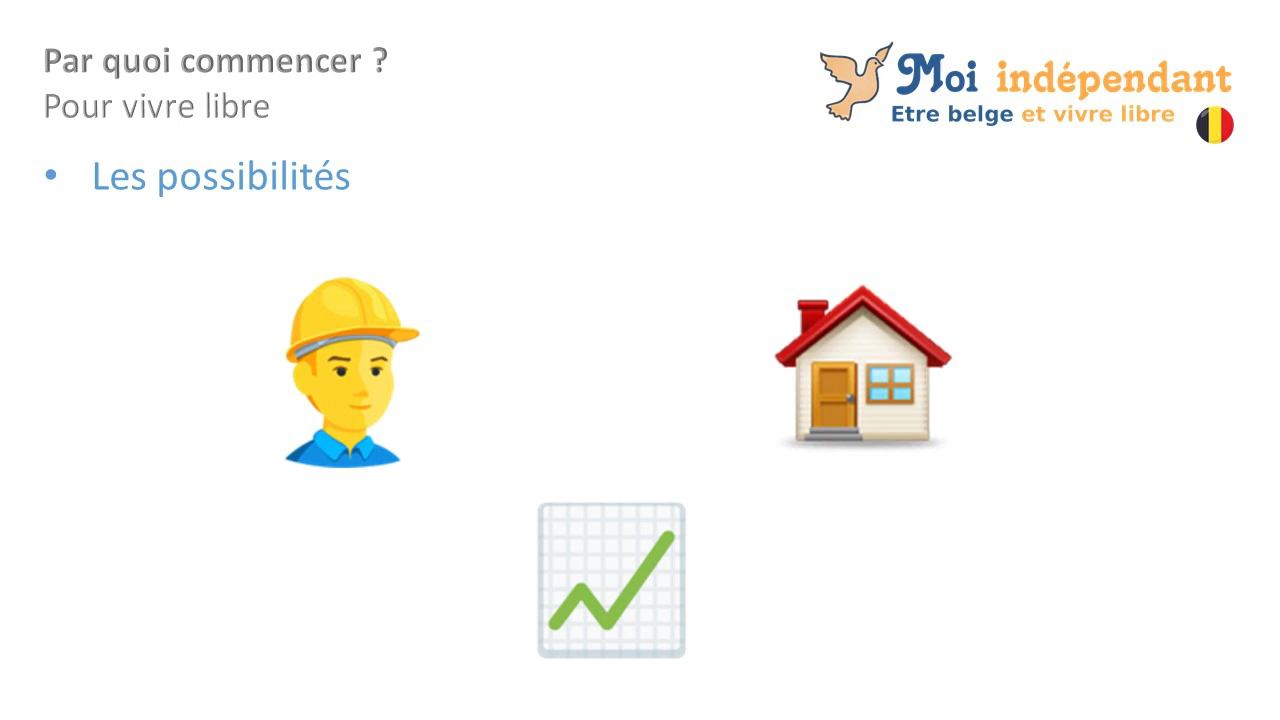 Par quoi commencer ?
Pour vivre libre
Moi indépendant
Etre belge et vivre libre
• Les possibilités